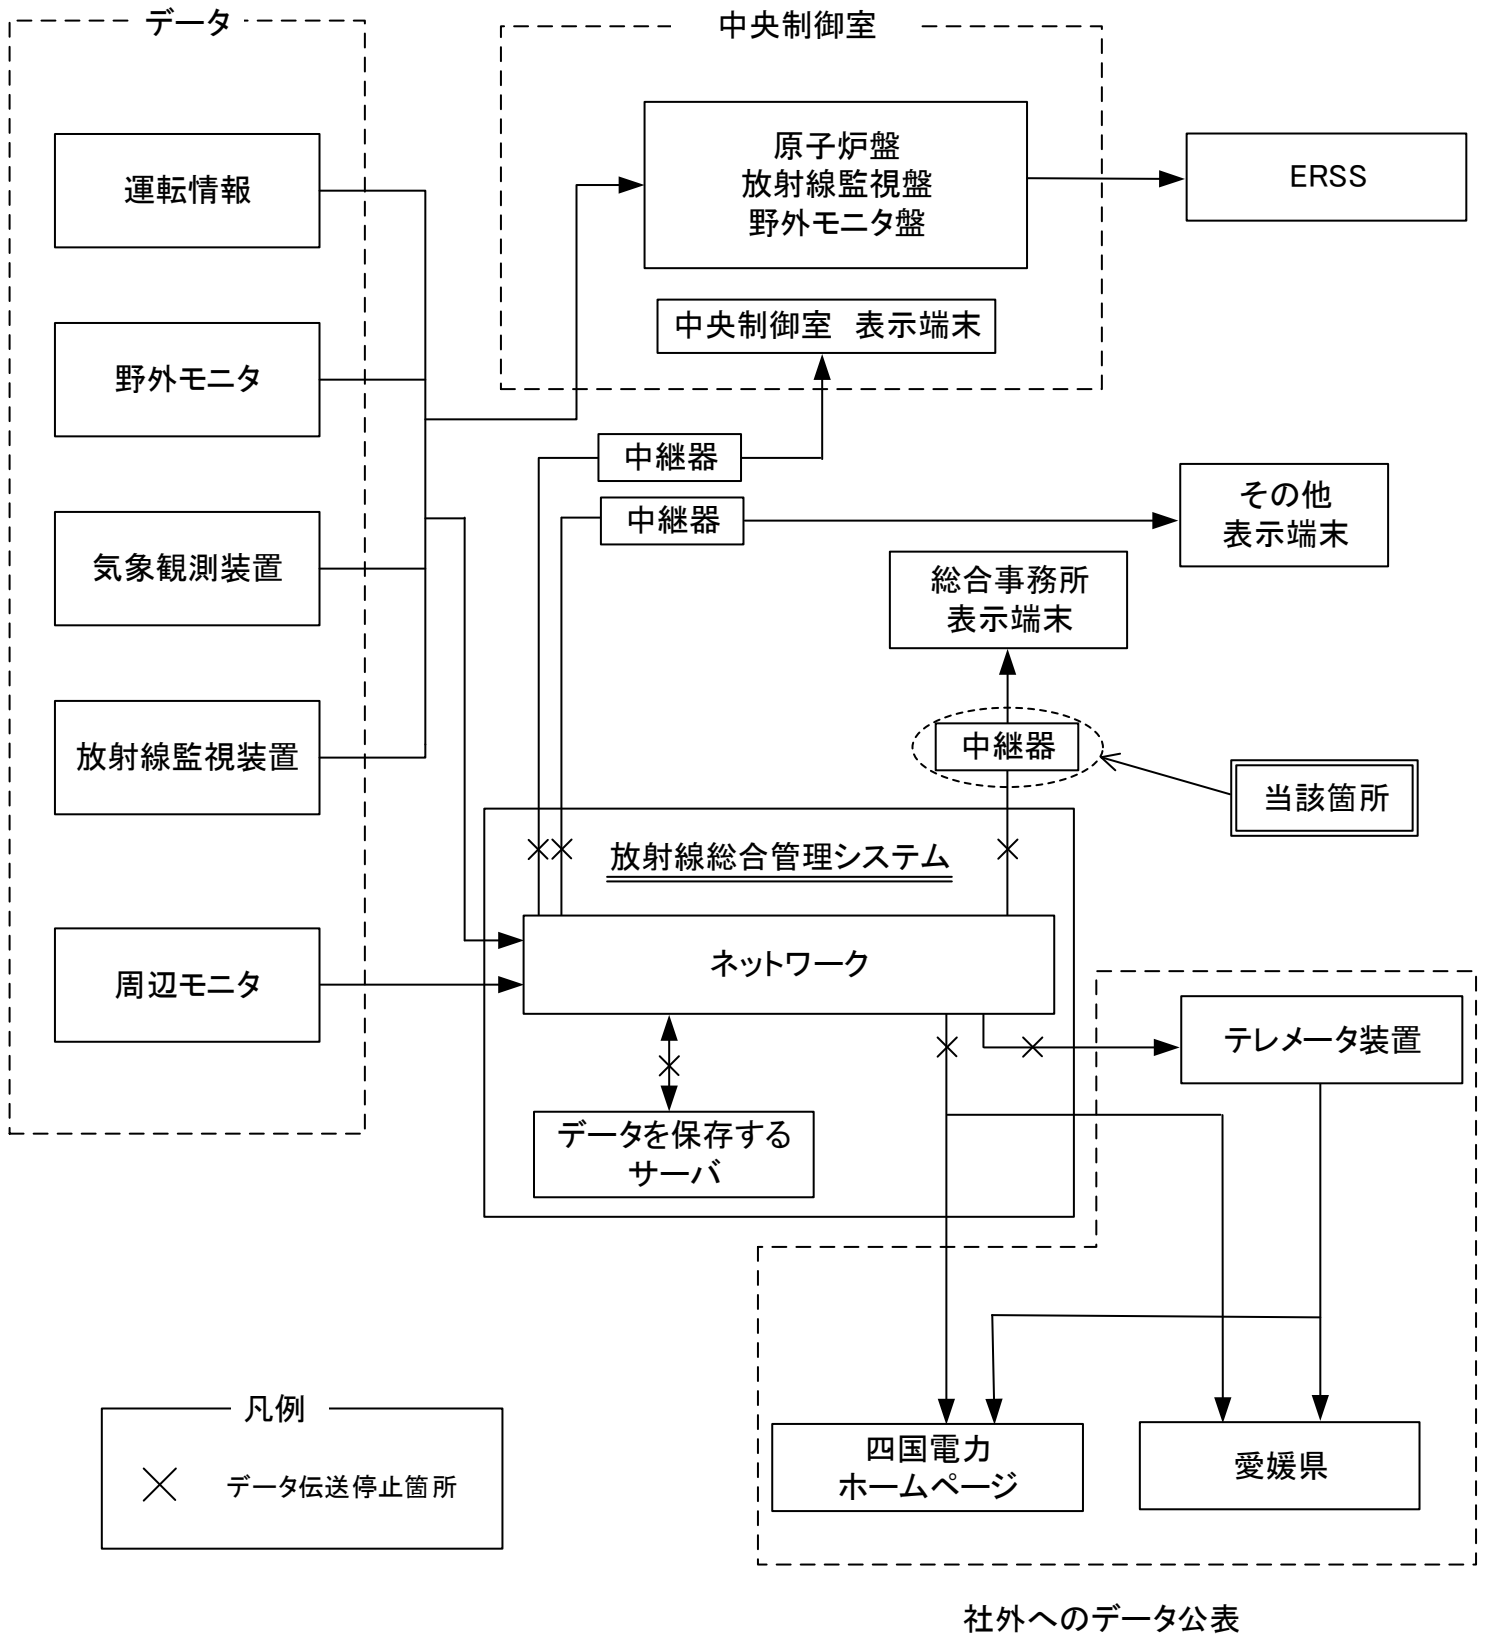 データ
中央制御室
運転情報
野外モニタ
気象観測装置
放射線監視装置
周辺モニタ
原子炉盤
放射線監視盤
野外モニタ盤
中央制御室　表示端末
ERSS
中継器
中継器
その他
表示端末
総合事務所
表示端末
中継器
当該箇所
放射線総合管理システム
ネットワーク
データを保存する
サーバ
テレメータ装置
四国電力
ホームページ
愛媛県
社外へのデータ公表
凡例
データ伝送停止箇所